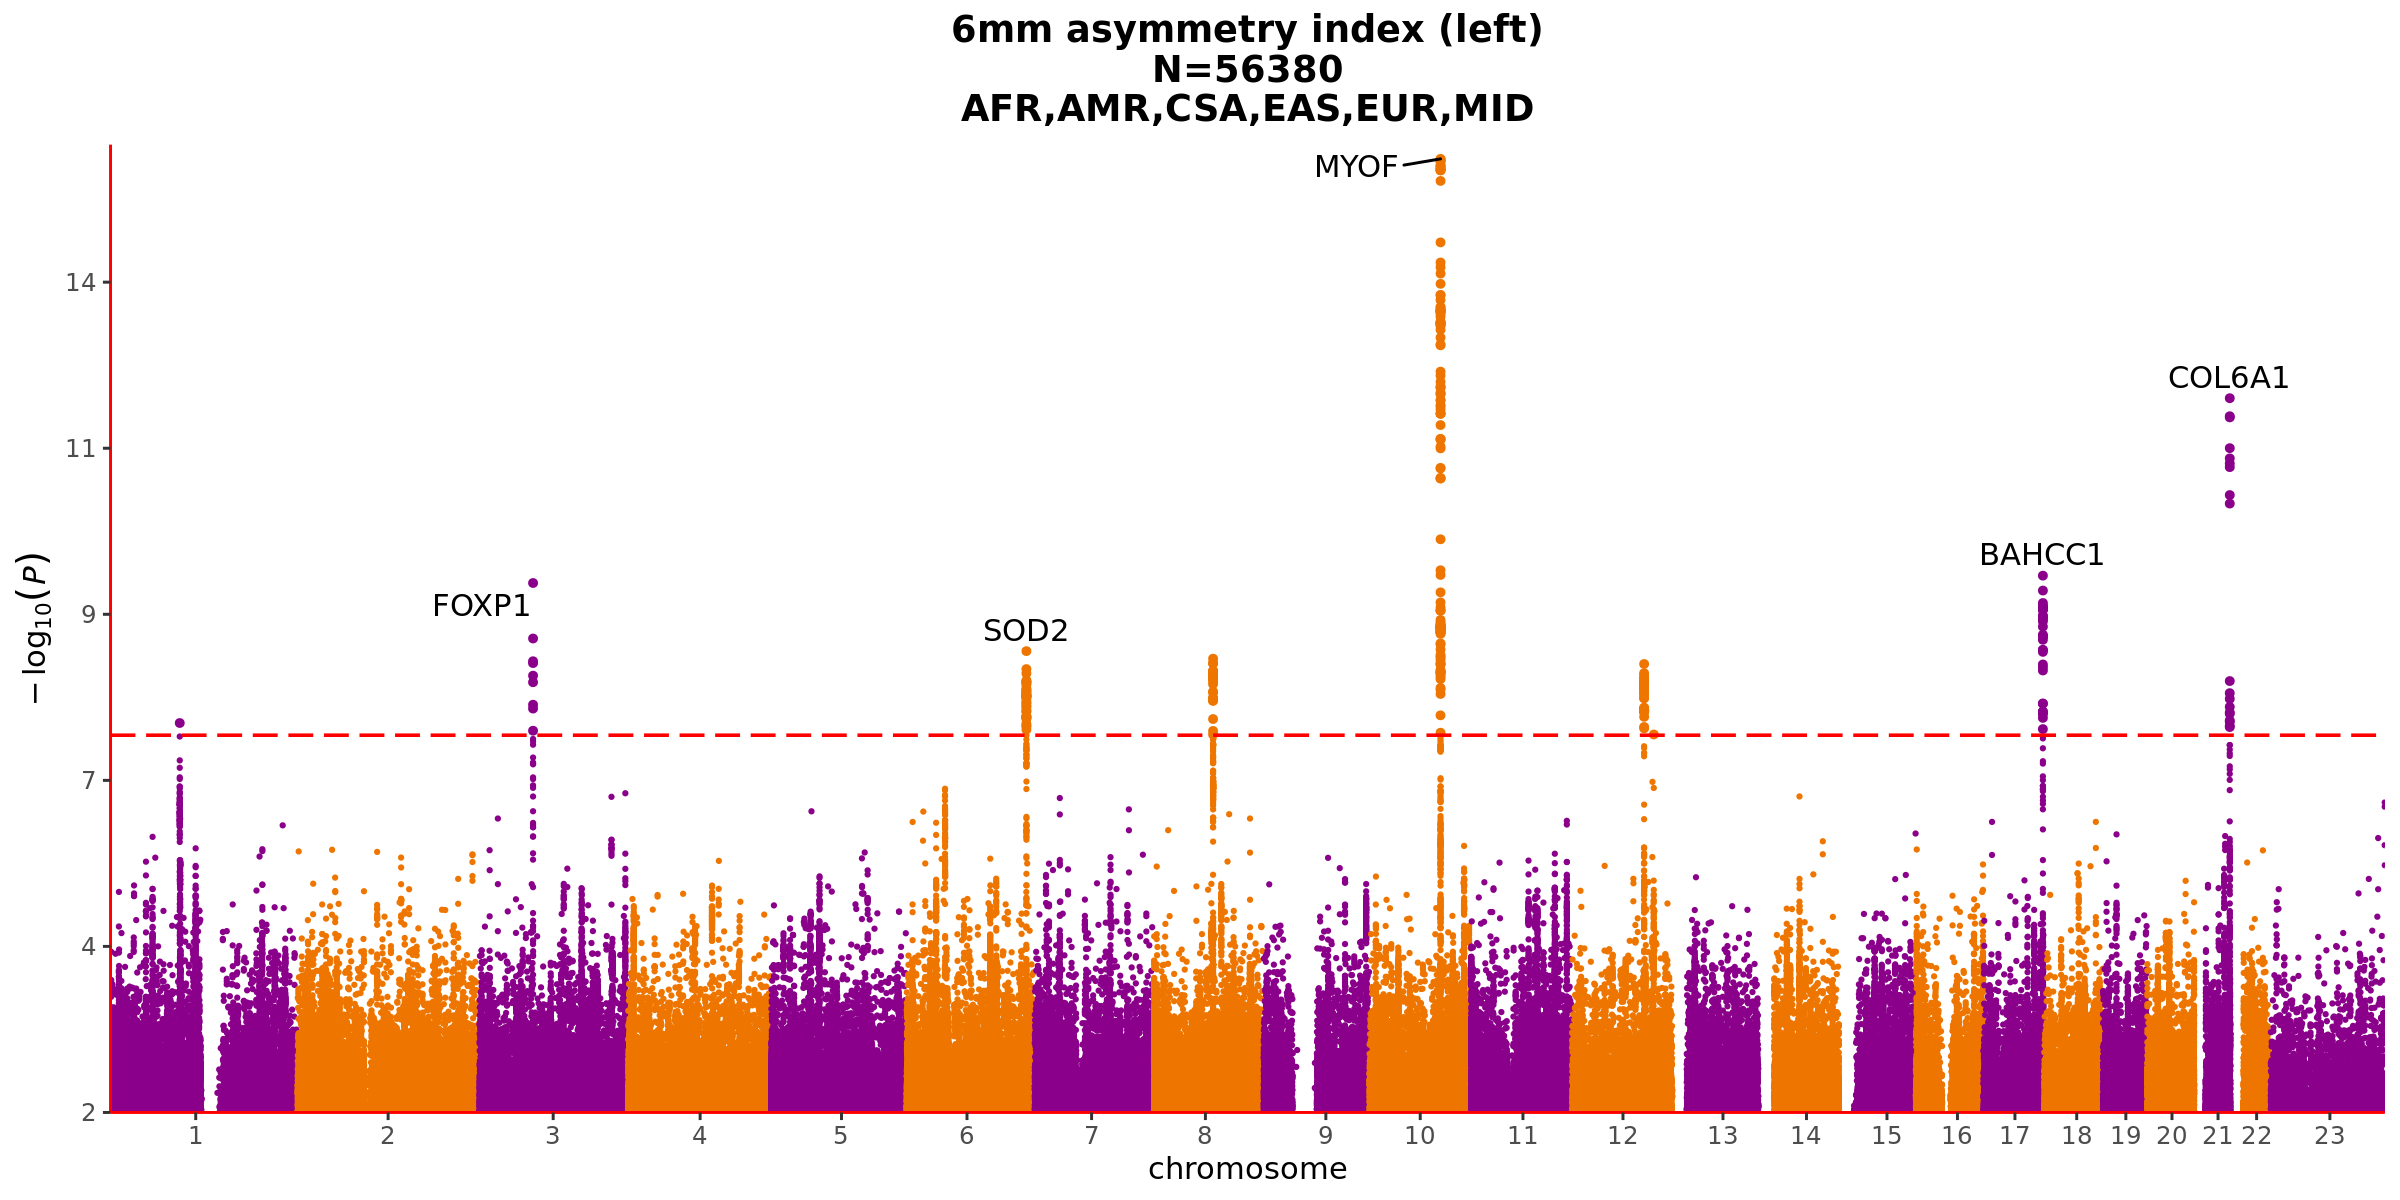 6mm asymmetry index (left)
N=56380
AFR,AMR,CSA,EAS,EUR,MID
MYOF
COL6A1
BAHCC1
FOXP1
SOD2
14
11
9
7
4
2
−log10(P)
1 2 3 4 5 6 7 8 9 10 11 12 13 14 15 16 17 18 19 20 21 22 23
chromosome